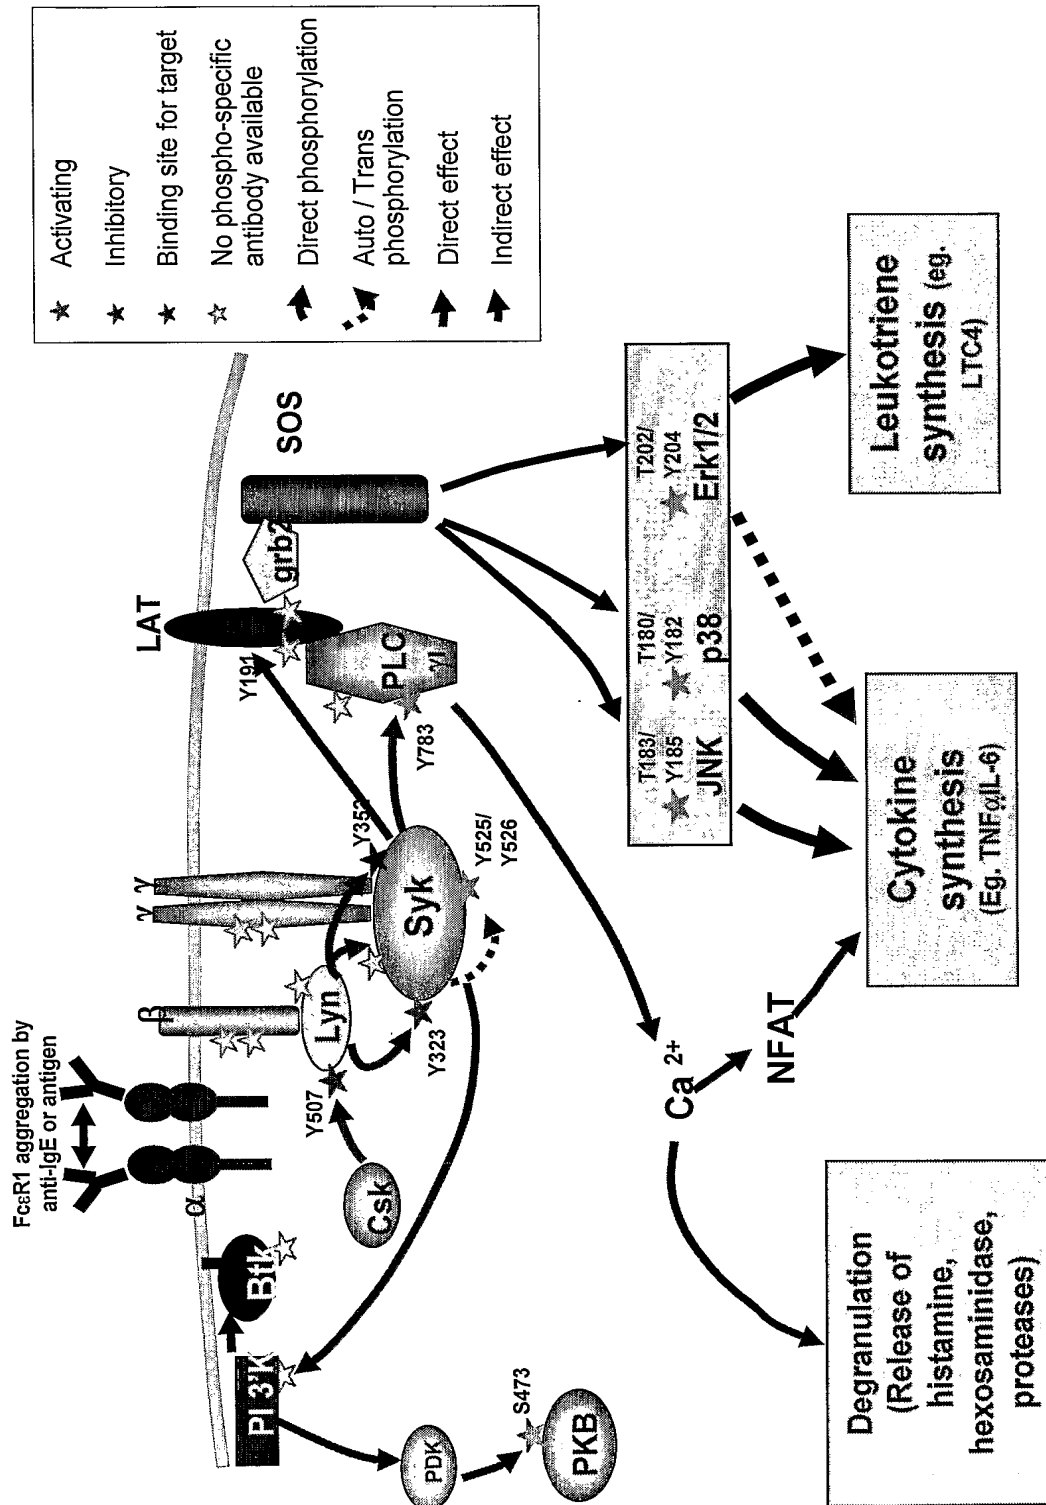 FcεR1 aggregation by
anti-IgE or antigen
α
β
γ
γ
LAT
PI 3'K
Btk
Lyn
Y507
Csk
Y323
Syk
Y352
Y525/
Y526
Y191
PLC
γI
Y783
grb2
SOS
PDK
S473
PKB
Ca 2+
NFAT
T183/
Y185
JNK
T180/
Y182
p38
T202/
Y204
Erk1/2
Degranulation
(Release of
histamine,
hexosaminidase,
proteases)
Cytokine
synthesis
(Eg. TNFα,IL-6)
Leukotriene
synthesis (eg.
LTC4)
Activating
Inhibitory
Binding site for target
No phospho-specific
antibody available
Direct phosphorylation
Auto / Trans
phosphorylation
Direct effect
Indirect effect